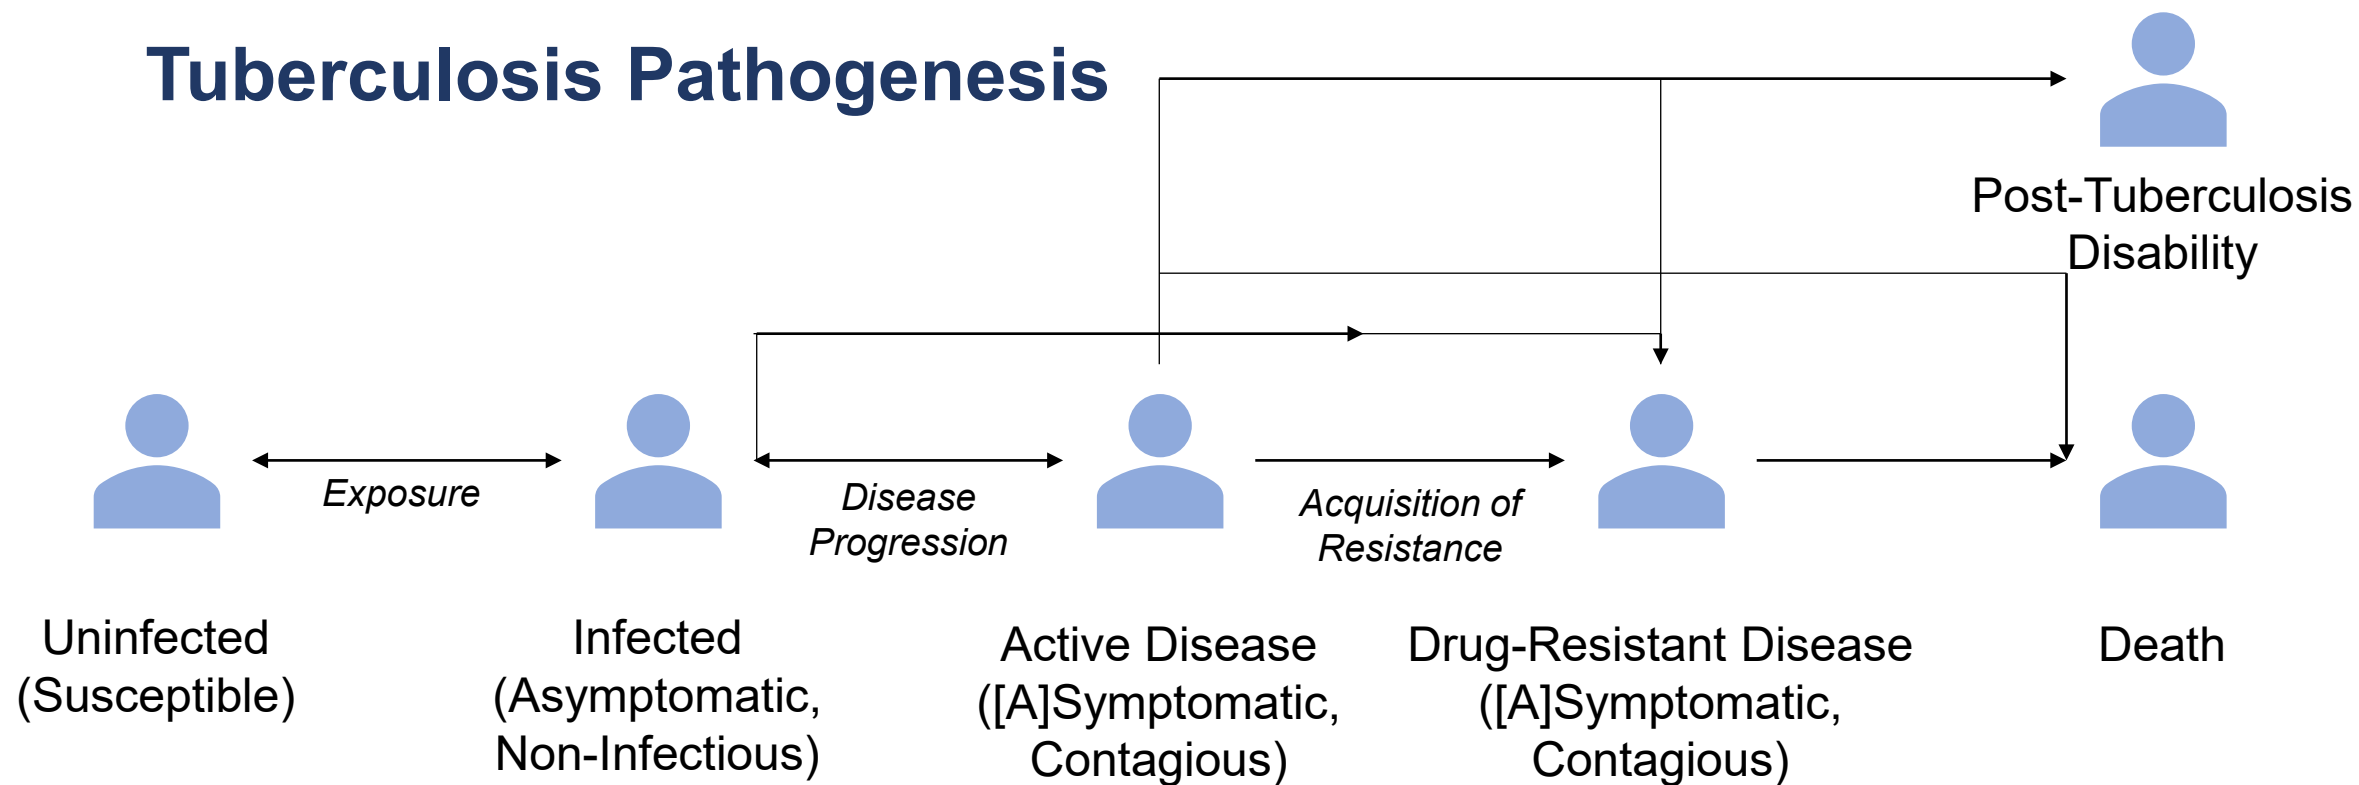 Tuberculosis Pathogenesis
Post-Tuberculosis
Disability
Exposure
Disease
Progression
Acquisition of
Resistance
Uninfected
(Susceptible)
Infected
(Asymptomatic,
Non-Infectious)
Active Disease
([A]Symptomatic,
Contagious)
Drug-Resistant Disease
([A]Symptomatic,
Contagious)
Death